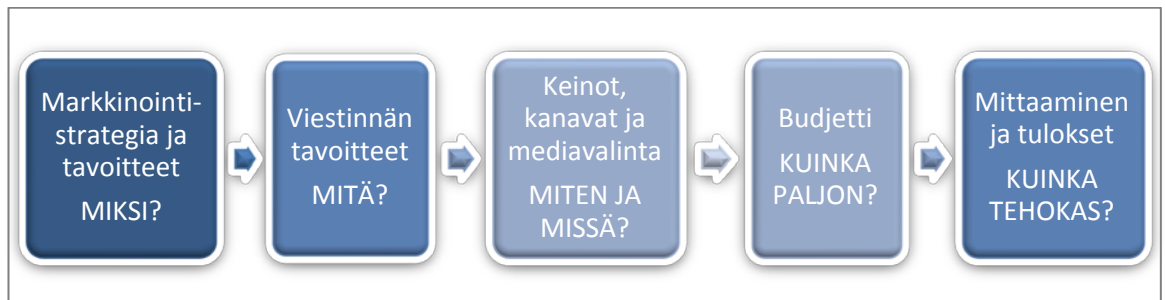 Markkinointi-
strategia ja
tavoitteet
MIKSI?
Viestinnän
tavoitteet
MITÄ?
Keinot,
kanavat ja
mediavalinta
MITEN JA
MISSÄ?
Budjetti
KUINKA
PALJON?
Mittaaminen
ja tulokset
KUINKA
TEHOKAS?